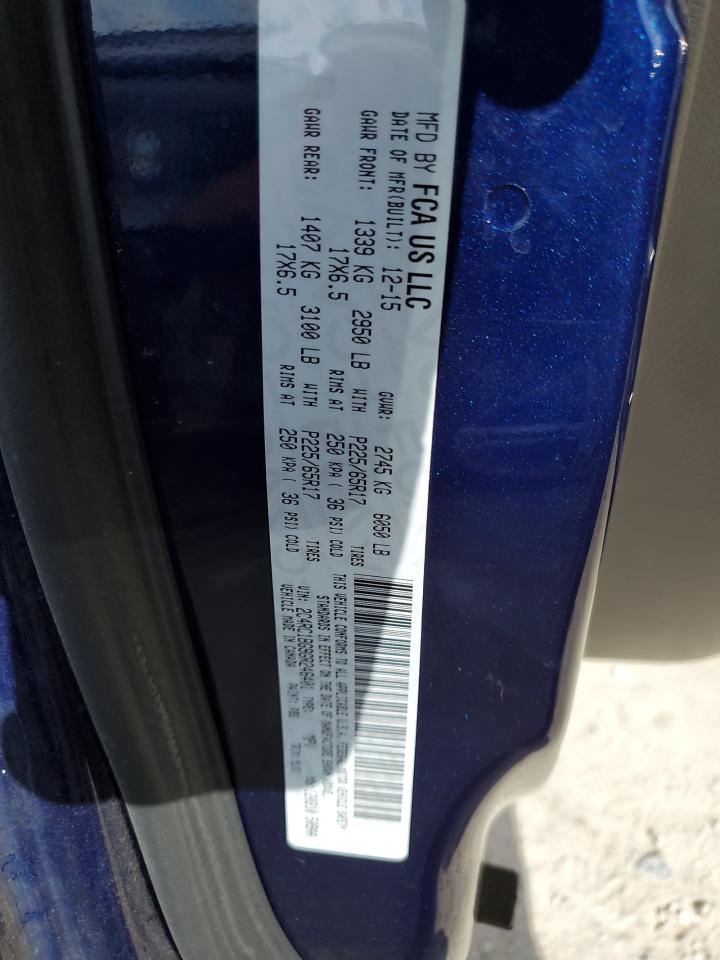 MFD BY FCA US LLC
DATE OF MFR(BUILT): 12-15 GVWR: 2745 KG 6050 LB
GAWR FRONT: 1339 KG 2950 LB WITH P225/65R17 TIRES
17X6.5 RIMS AT 250 KPA ( 36 PSI) COLD
GAWR REAR: 1407 KG 3100 LB WITH P225/65R17 TIRES
17X6.5 RIMS AT 250 KPA ( 36 PSI) COLD
THIS VEHICLE CONFORMS TO ALL APPLICABLE U.S.A. FEDERAL MOTOR VEHICLE SAFETY
STANDARDS IN EFFECT ON THE DATE OF MANUFACTURE SHOWN ABOVE.
VIN: TYPE:
VEHICLE MADE IN CANADA PAINT: